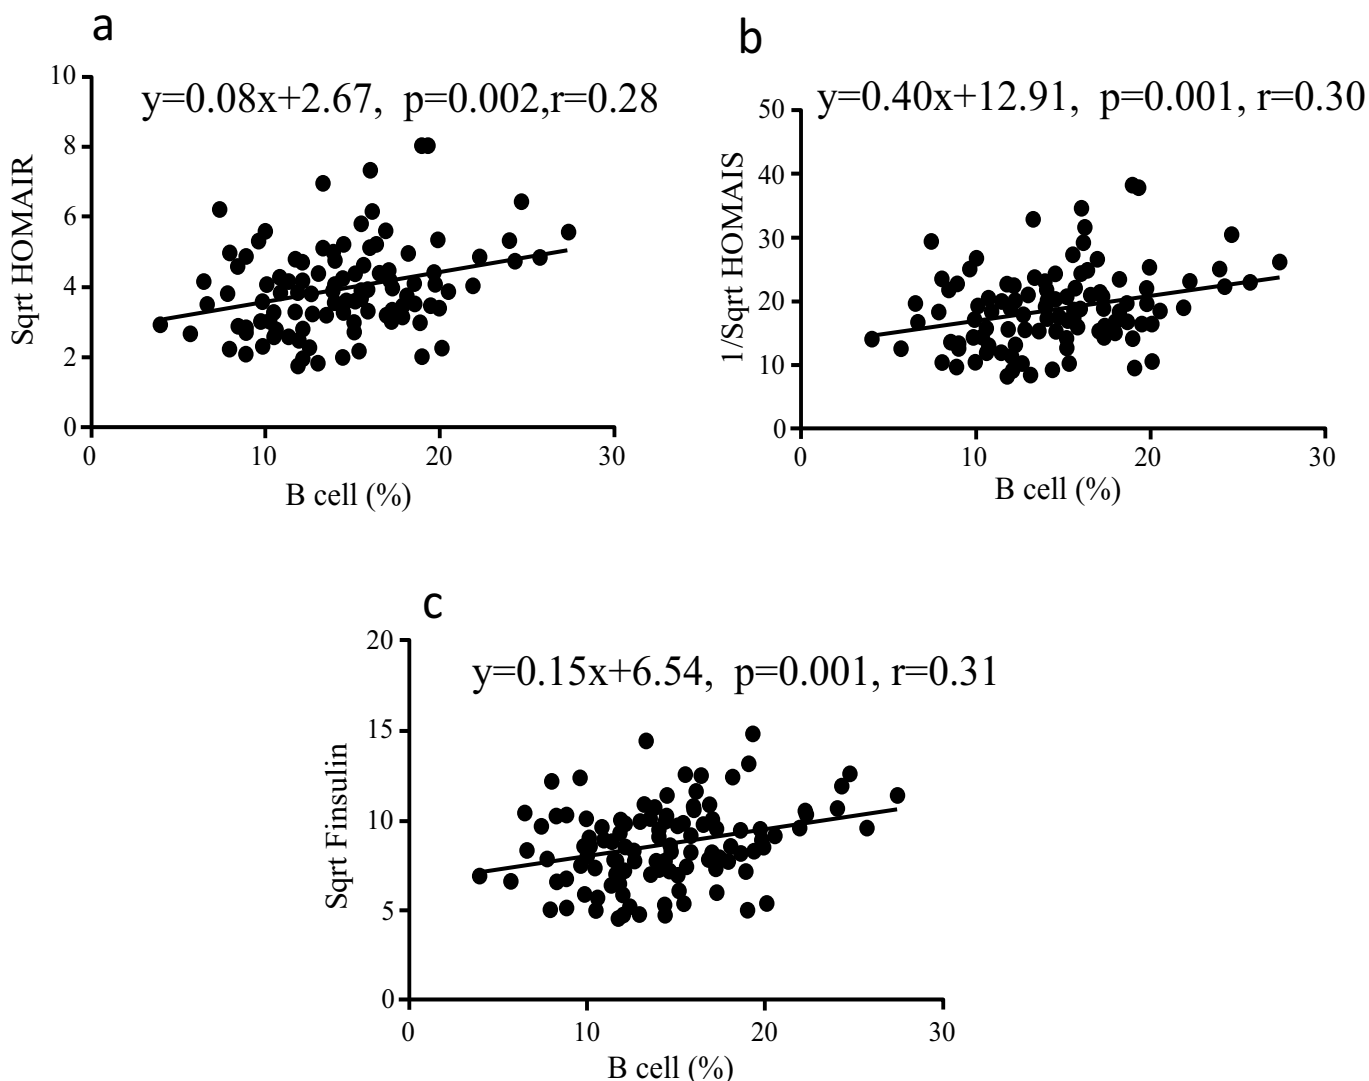 a
y=0.08x+2.67, p=0.002,r=0.28
Sqrt HOMAIR
10
8
6
4
2
0
0 10 20 30
B cell (%)
b
y=0.40x+12.91, p=0.001, r=0.30
1/Sqrt HOMAIS
50
40
30
20
10
0
0 10 20 30
B cell (%)
c
y=0.15x+6.54, p=0.001, r=0.31
Sqrt Finsulin
20
15
10
5
0
0 10 20 30
B cell (%)